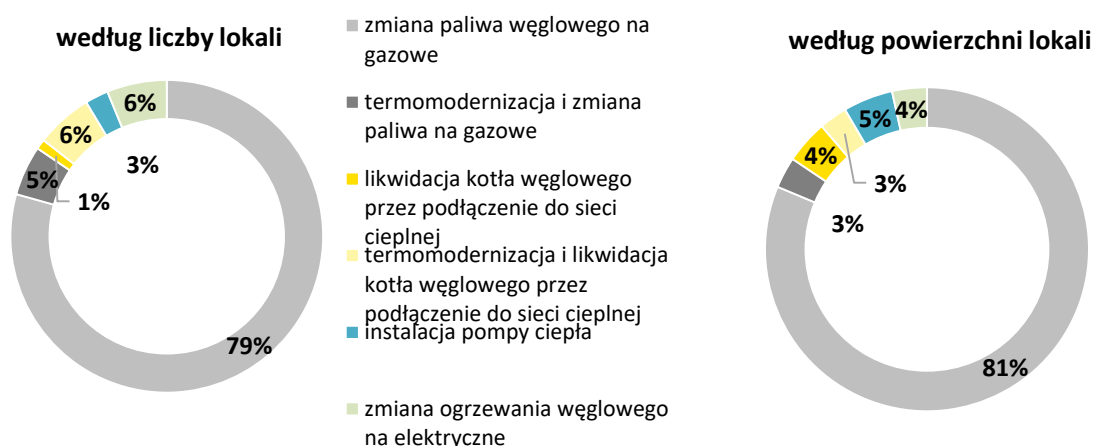 według liczby lokali
6%
6%
3%
5%
1%
79%
zmiana paliwa węglowego na
gazowe
termomodernizacja i zmiana
paliwa na gazowe
likwidacja kotła węglowego
przez podłączenie do sieci
cieplnej
termomodernizacja i likwidacja
kotła węglowego przez
podłączenie do sieci cieplnej
instalacja pompy ciepła
zmiana ogrzewania węglowego
na elektryczne
według powierzchni lokali
4%
5%
4%
3%
3%
81%